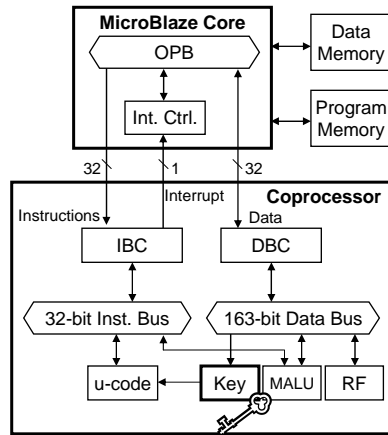 MicroBlaze Core
OPB
Data
Memory
Int. Ctrl.
Program
Memory
32
1
32
Interrupt
Coprocessor
Instructions
Data
IBC
DBC
32-bit Inst. Bus
163-bit Data Bus
u-code
Key
MALU
RF